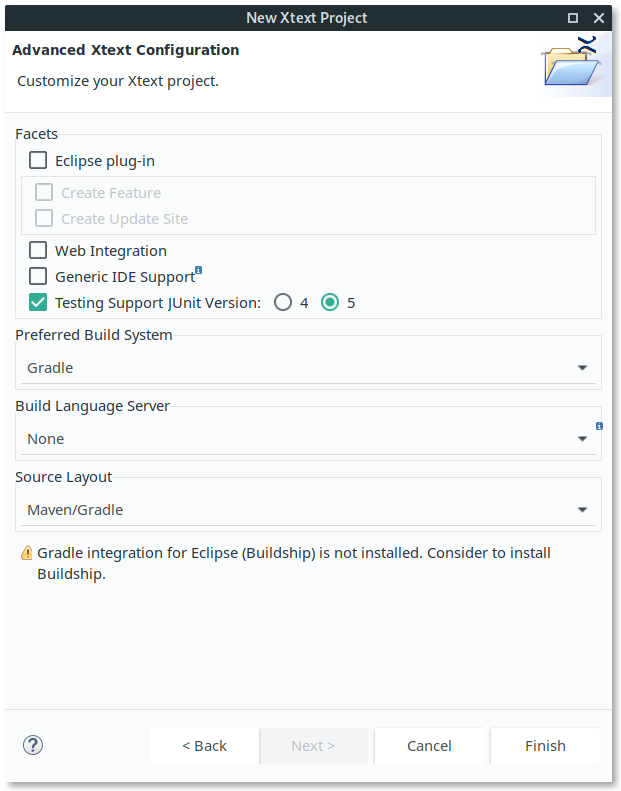 New Xtext Project
Advanced Xtext Configuration
Customize your Xtext project.
Facets
Eclipse plug-in
Create Feature
Create Update Site
Web Integration
Generic IDE Support
Testing Support JUnit Version: 4 5
Preferred Build System
Gradle
Build Language Server
None
Source Layout
Maven/Gradle
Gradle integration for Eclipse (Buildship) is not installed. Consider to install
Buildship.
? < Back Next > Cancel Finish